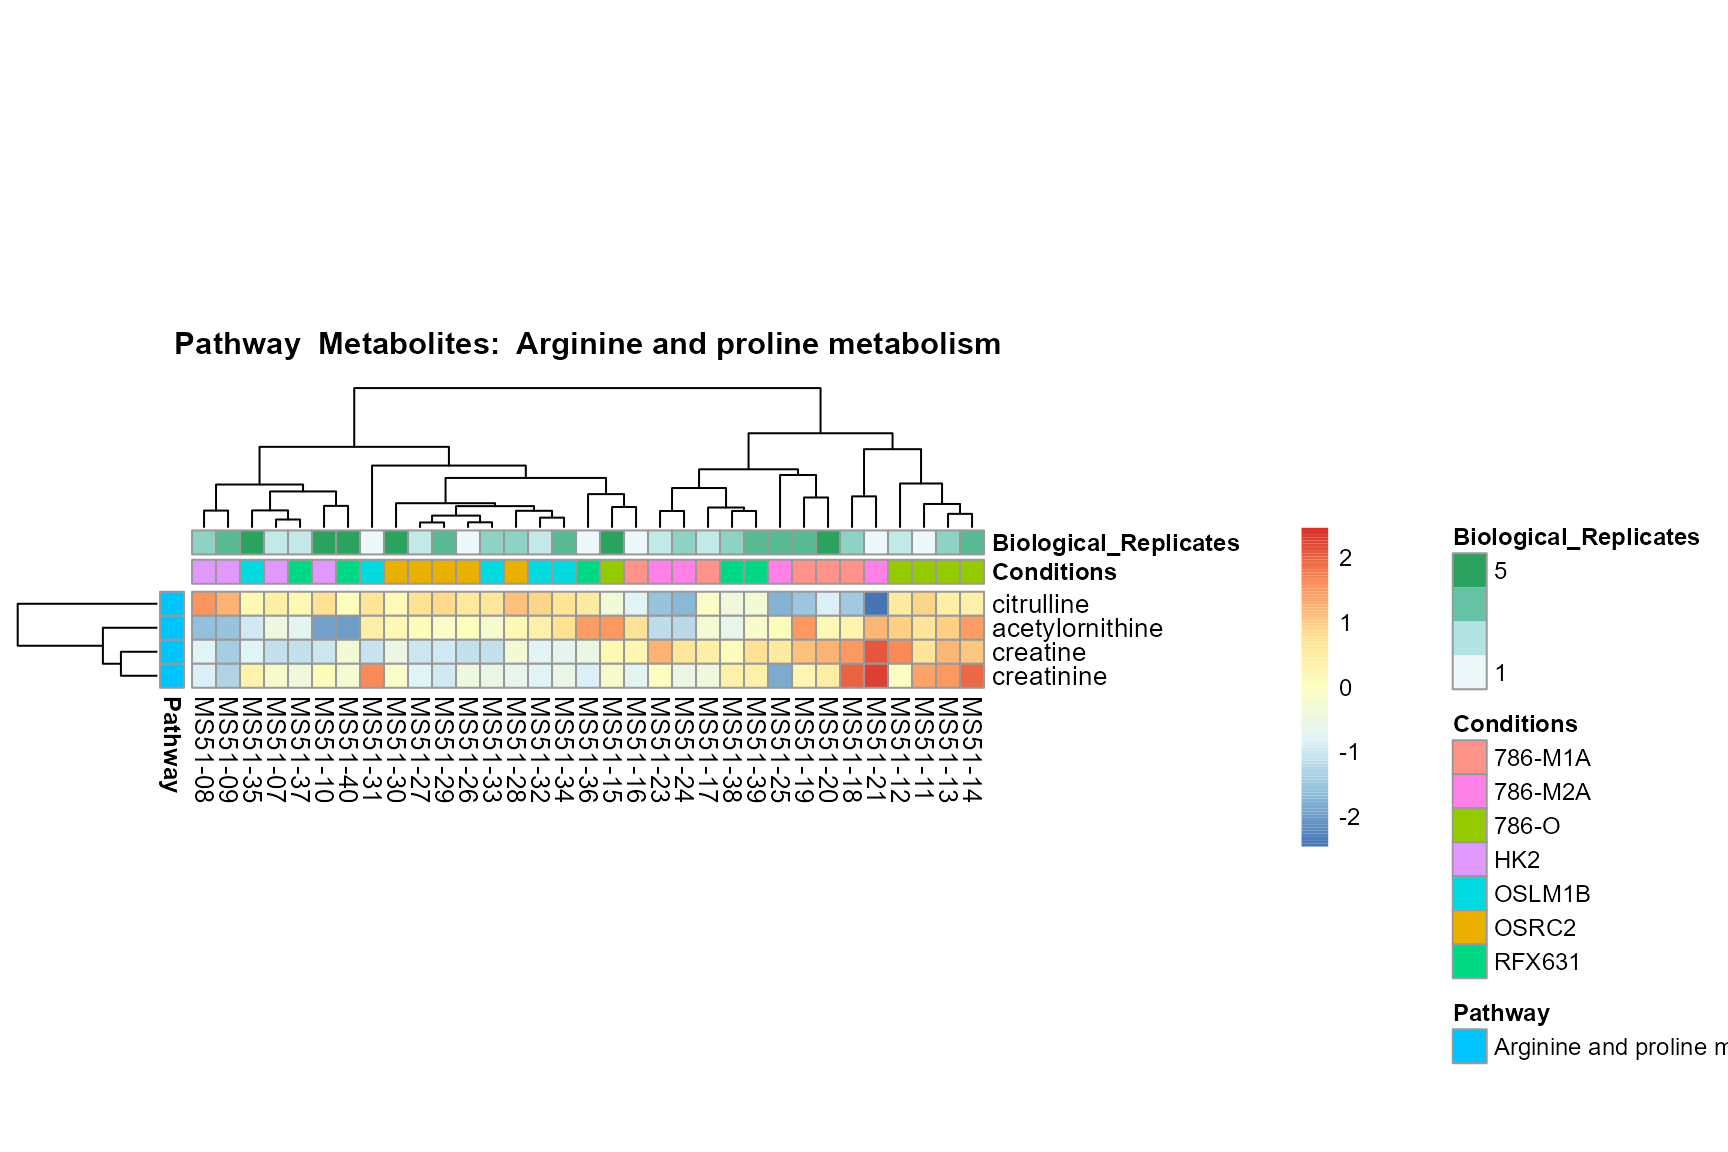 Pathway  Metabolites:  Arginine and proline metabolism
Biological_Replicates
Conditions
citrulline
acetylornithine
creatine
creatinine
Pathway
MS51-08
MS51-09
MS51-35
MS51-07
MS51-37
MS51-10
MS51-40
MS51-31
MS51-30
MS51-27
MS51-29
MS51-26
MS51-33
MS51-28
MS51-32
MS51-34
MS51-36
MS51-15
MS51-16
MS51-23
MS51-24
MS51-17
MS51-38
MS51-39
MS51-25
MS51-19
MS51-20
MS51-18
MS51-21
MS51-12
MS51-11
MS51-13
MS51-14
2
1
0
-1
-2
Biological_Replicates
5
1
Conditions
786-M1A
786-M2A
786-O
HK2
OSLM1B
OSRC2
RFX631
Pathway
Arginine and proline m